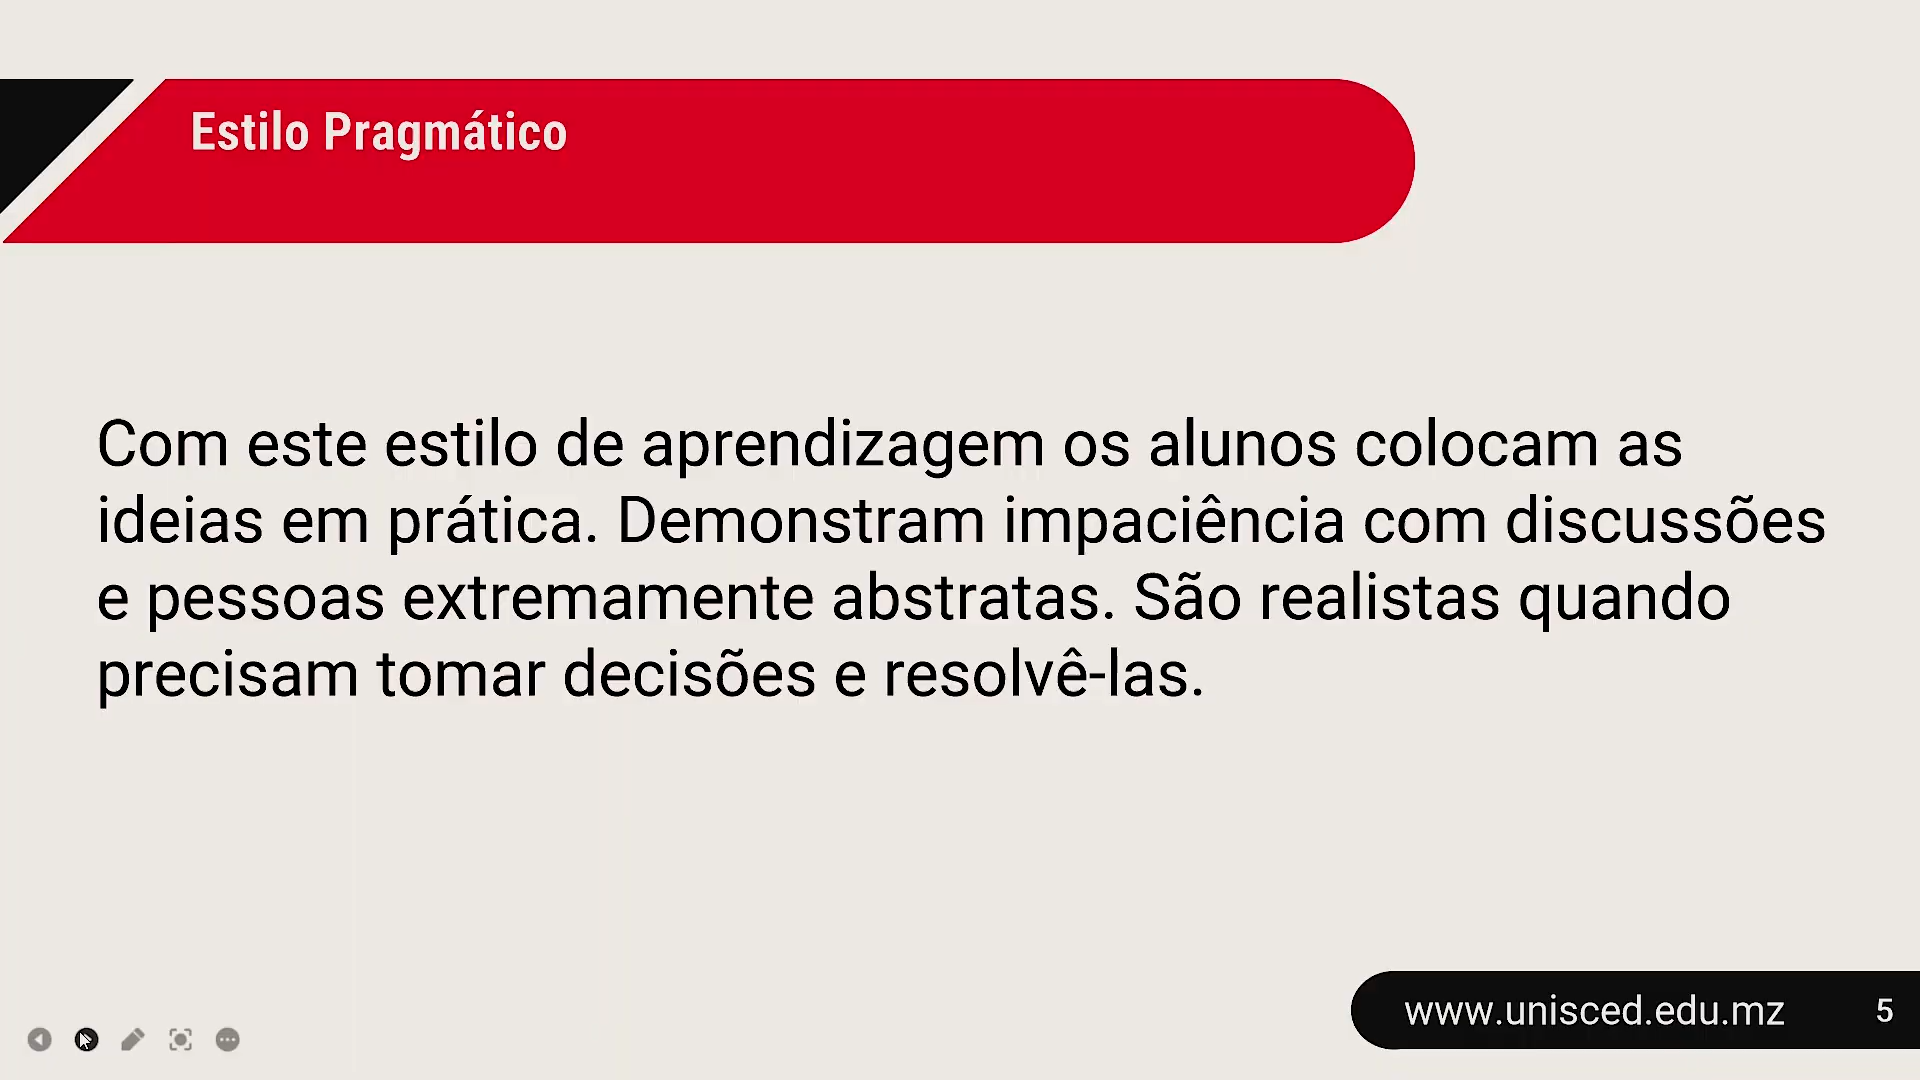 Estilo Pragmático
Com este estilo de aprendizagem os alunos colocam as
ideias em prática. Demonstram impaciência com discussões
e pessoas extremamente abstratas. São realistas quando
precisam tomar decisões e resolvê-las.
www.unisced.edu.mz 5